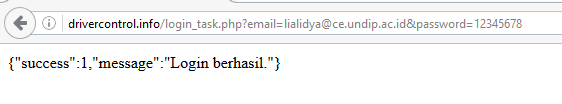 drivercontrol.info/login_task.php?email=lialidya@ce.undip.ac.id&password=12345678
{"success":1,"message":"Login berhasil."}